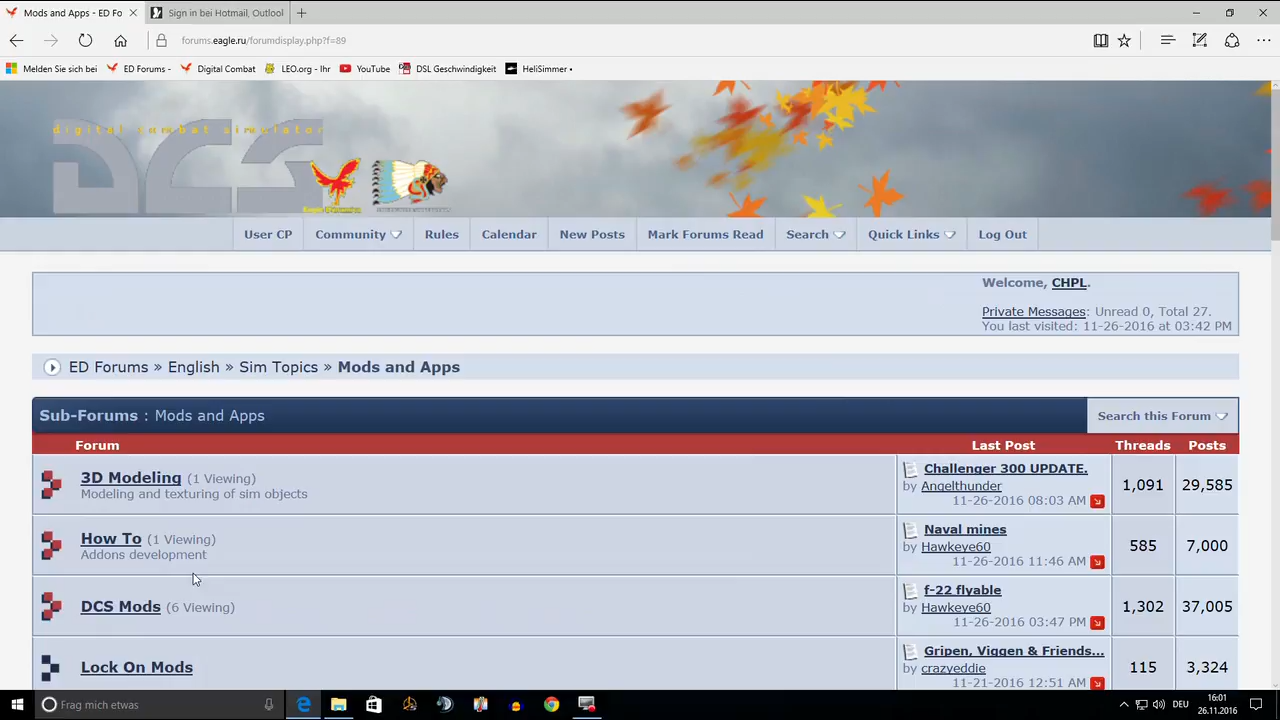 Mods and Apps - ED Fo
Sign in bei Hotmail, Outlool
forums.eagle.ru/forumdisplay.php?f=89
Melden Sie sich bei
ED Forums -
Digital Combat
LEO.org - Ihr
YouTube
DSL Geschwindigkeit
HeliSimmer •
digital combat simulator
DCS
User CP
Community
Rules
Calendar
New Posts
Mark Forums Read
Search
Quick Links
Log Out
Welcome, CHPL.
Private Messages: Unread 0, Total 27.
You last visited: 11-26-2016 at 03:42 PM
ED Forums » English » Sim Topics » Mods and Apps
Sub-Forums : Mods and Apps
Search this Forum
Forum
Last Post
Threads
Posts
3D Modeling (1 Viewing)
Modeling and texturing of sim objects
Challenger 300 UPDATE.
by Angelthunder
11-26-2016 08:03 AM
1,091
29,585
How To (1 Viewing)
Addons development
Naval mines
by Hawkeye60
11-26-2016 11:46 AM
585
7,000
DCS Mods (6 Viewing)
f-22 flyable
by Hawkeye60
11-26-2016 03:47 PM
1,302
37,005
Lock On Mods
Gripen, Viggen & Friends...
by crazyeddie
11-21-2016 12:51 AM
115
3,324
Frag mich etwas
DEU
16:01
26.11.2016